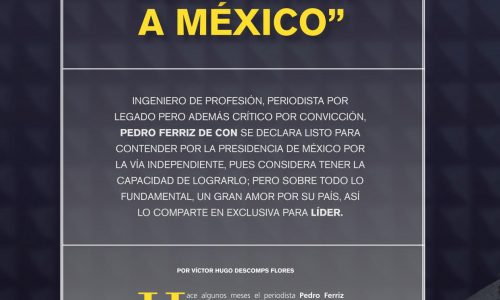 A MÉXICO”
INGENIERO DE PROFESIÓN, PERIODISTA POR
LEGADO PERO ADEMÁS CRÍTICO POR CONVICCIÓN,
PEDRO FERRIZ DE CON SE DECLARA LISTO PARA
CONTENDER POR LA PRESIDENCIA DE MÉXICO POR
LA VÍA INDEPENDIENTE, PUES CONSIDERA TENER LA
CAPACIDAD DE LOGRARLO; PERO SOBRE TODO LO
FUNDAMENTAL, UN GRAN AMOR POR SU PAÍS, ASÍ
LO COMPARTE EN EXCLUSIVA PARA LÍDER.
POR VÍCTOR HUGO DESCOMPS FLORES
Hace algunos meses el periodista Pedro Ferriz